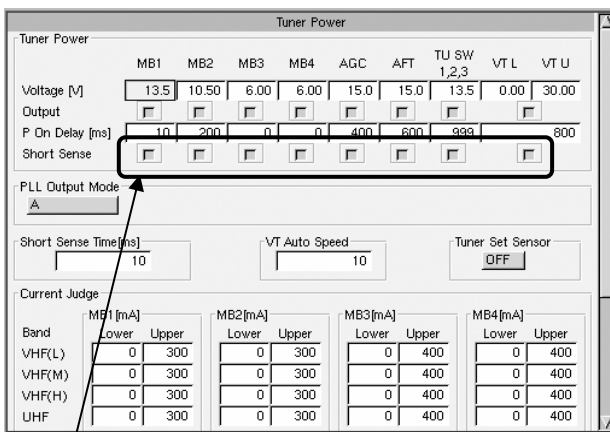 Tuner Power
Tuner Power
MB1 MB2 MB3 MB4 AGC AFT TU SW 1,2,3 VT L VT U
Voltage [V] 13.5 10.50 6.00 6.00 15.0 15.0 13.5 0.00 30.00
Output
P On Delay [ms] 10 200 0 0 400 600 999 800
Short Sense
PLL Output Mode
A
Short Sense Time[ms] VT Auto Speed Tuner Set Sensor
10 10 OFF
Current Judge
MB1[mA] MB2[mA] MB3[mA] MB4[mA]
Band Lower Upper Lower Upper Lower Upper Lower Upper
VHF(L) 0 300 0 300 0 400 0 400
VHF(M) 0 300 0 300 0 400 0 400
VHF(H) 0 300 0 300 0 400 0 400
UHF 0 300 0 300 0 400 0 400